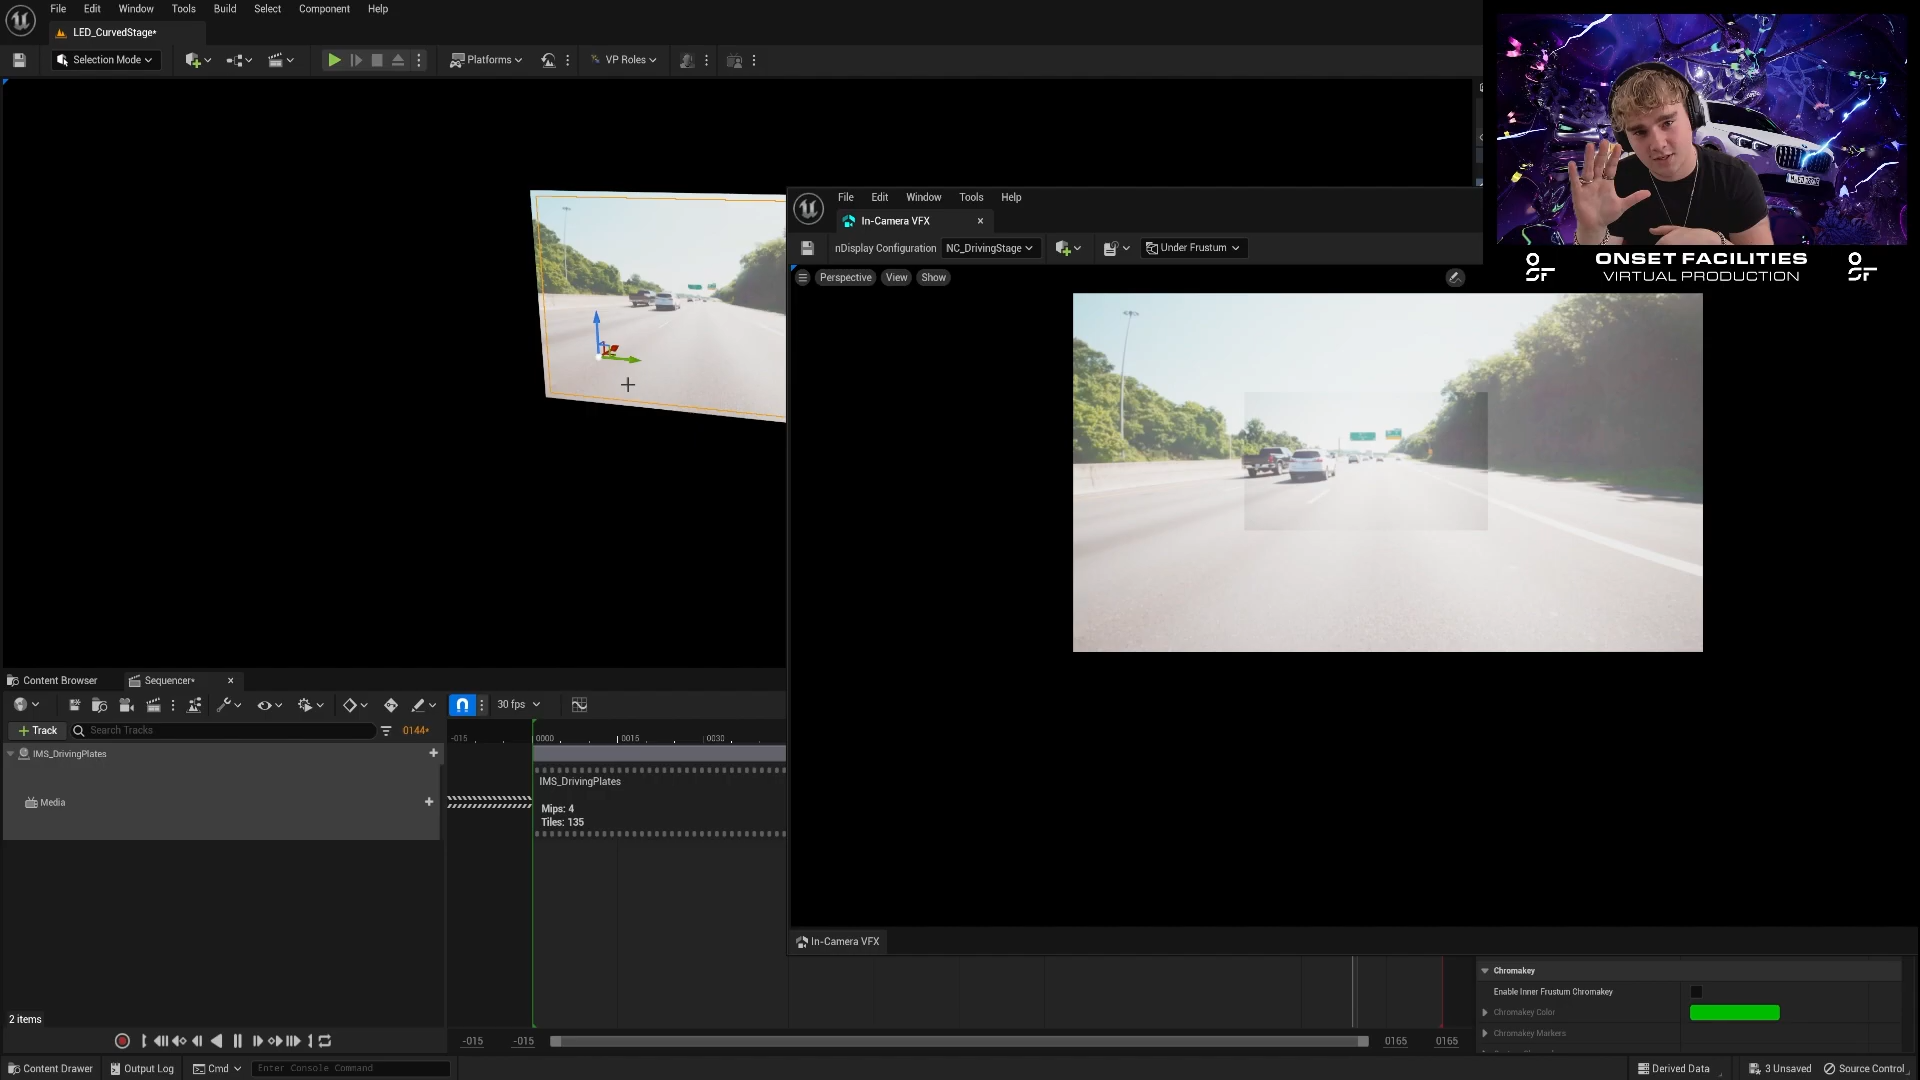 File Edit Window Tools Build Select Component Help
LED_CurvedStage*
Selection Mode
Platforms
VP Roles
ONSET FACILITIES
VIRTUAL PRODUCTION
File Edit Window Tools Help
In-Camera VFX
nDisplay Configuration NC_DrivingStage
Under Frustum
Perspective View Show
Content Browser
Sequencer*
30 fps
Track
Search Tracks
0144*
-015 0000 0015 0030
IMS_DrivingPlates
IMS_DrivingPlates
Media
Mips: 4
Tiles: 135
In-Camera VFX
Chromakey
Enable Inner Frustum Chromakey
Chromakey Color
Chromakey Markers
2 items
-015 -015 0165 0165
Content Drawer
Output Log
Cmd
Enter Console Command
Derived Data
3 Unsaved
Source Control